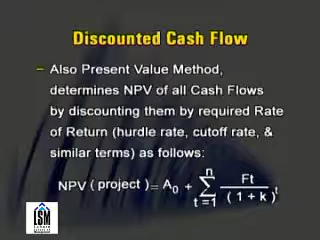 Discounted Cash Flow
– Also Present Value Method,
determines NPV of all Cash Flows
by discounting them by required Rate
of Return (hurdle rate, cutoff rate, &
similar terms) as follows:
NPV ( project ) = A₀ + n∑t=1 Ft / ( 1 + k )ᵗ
LSM